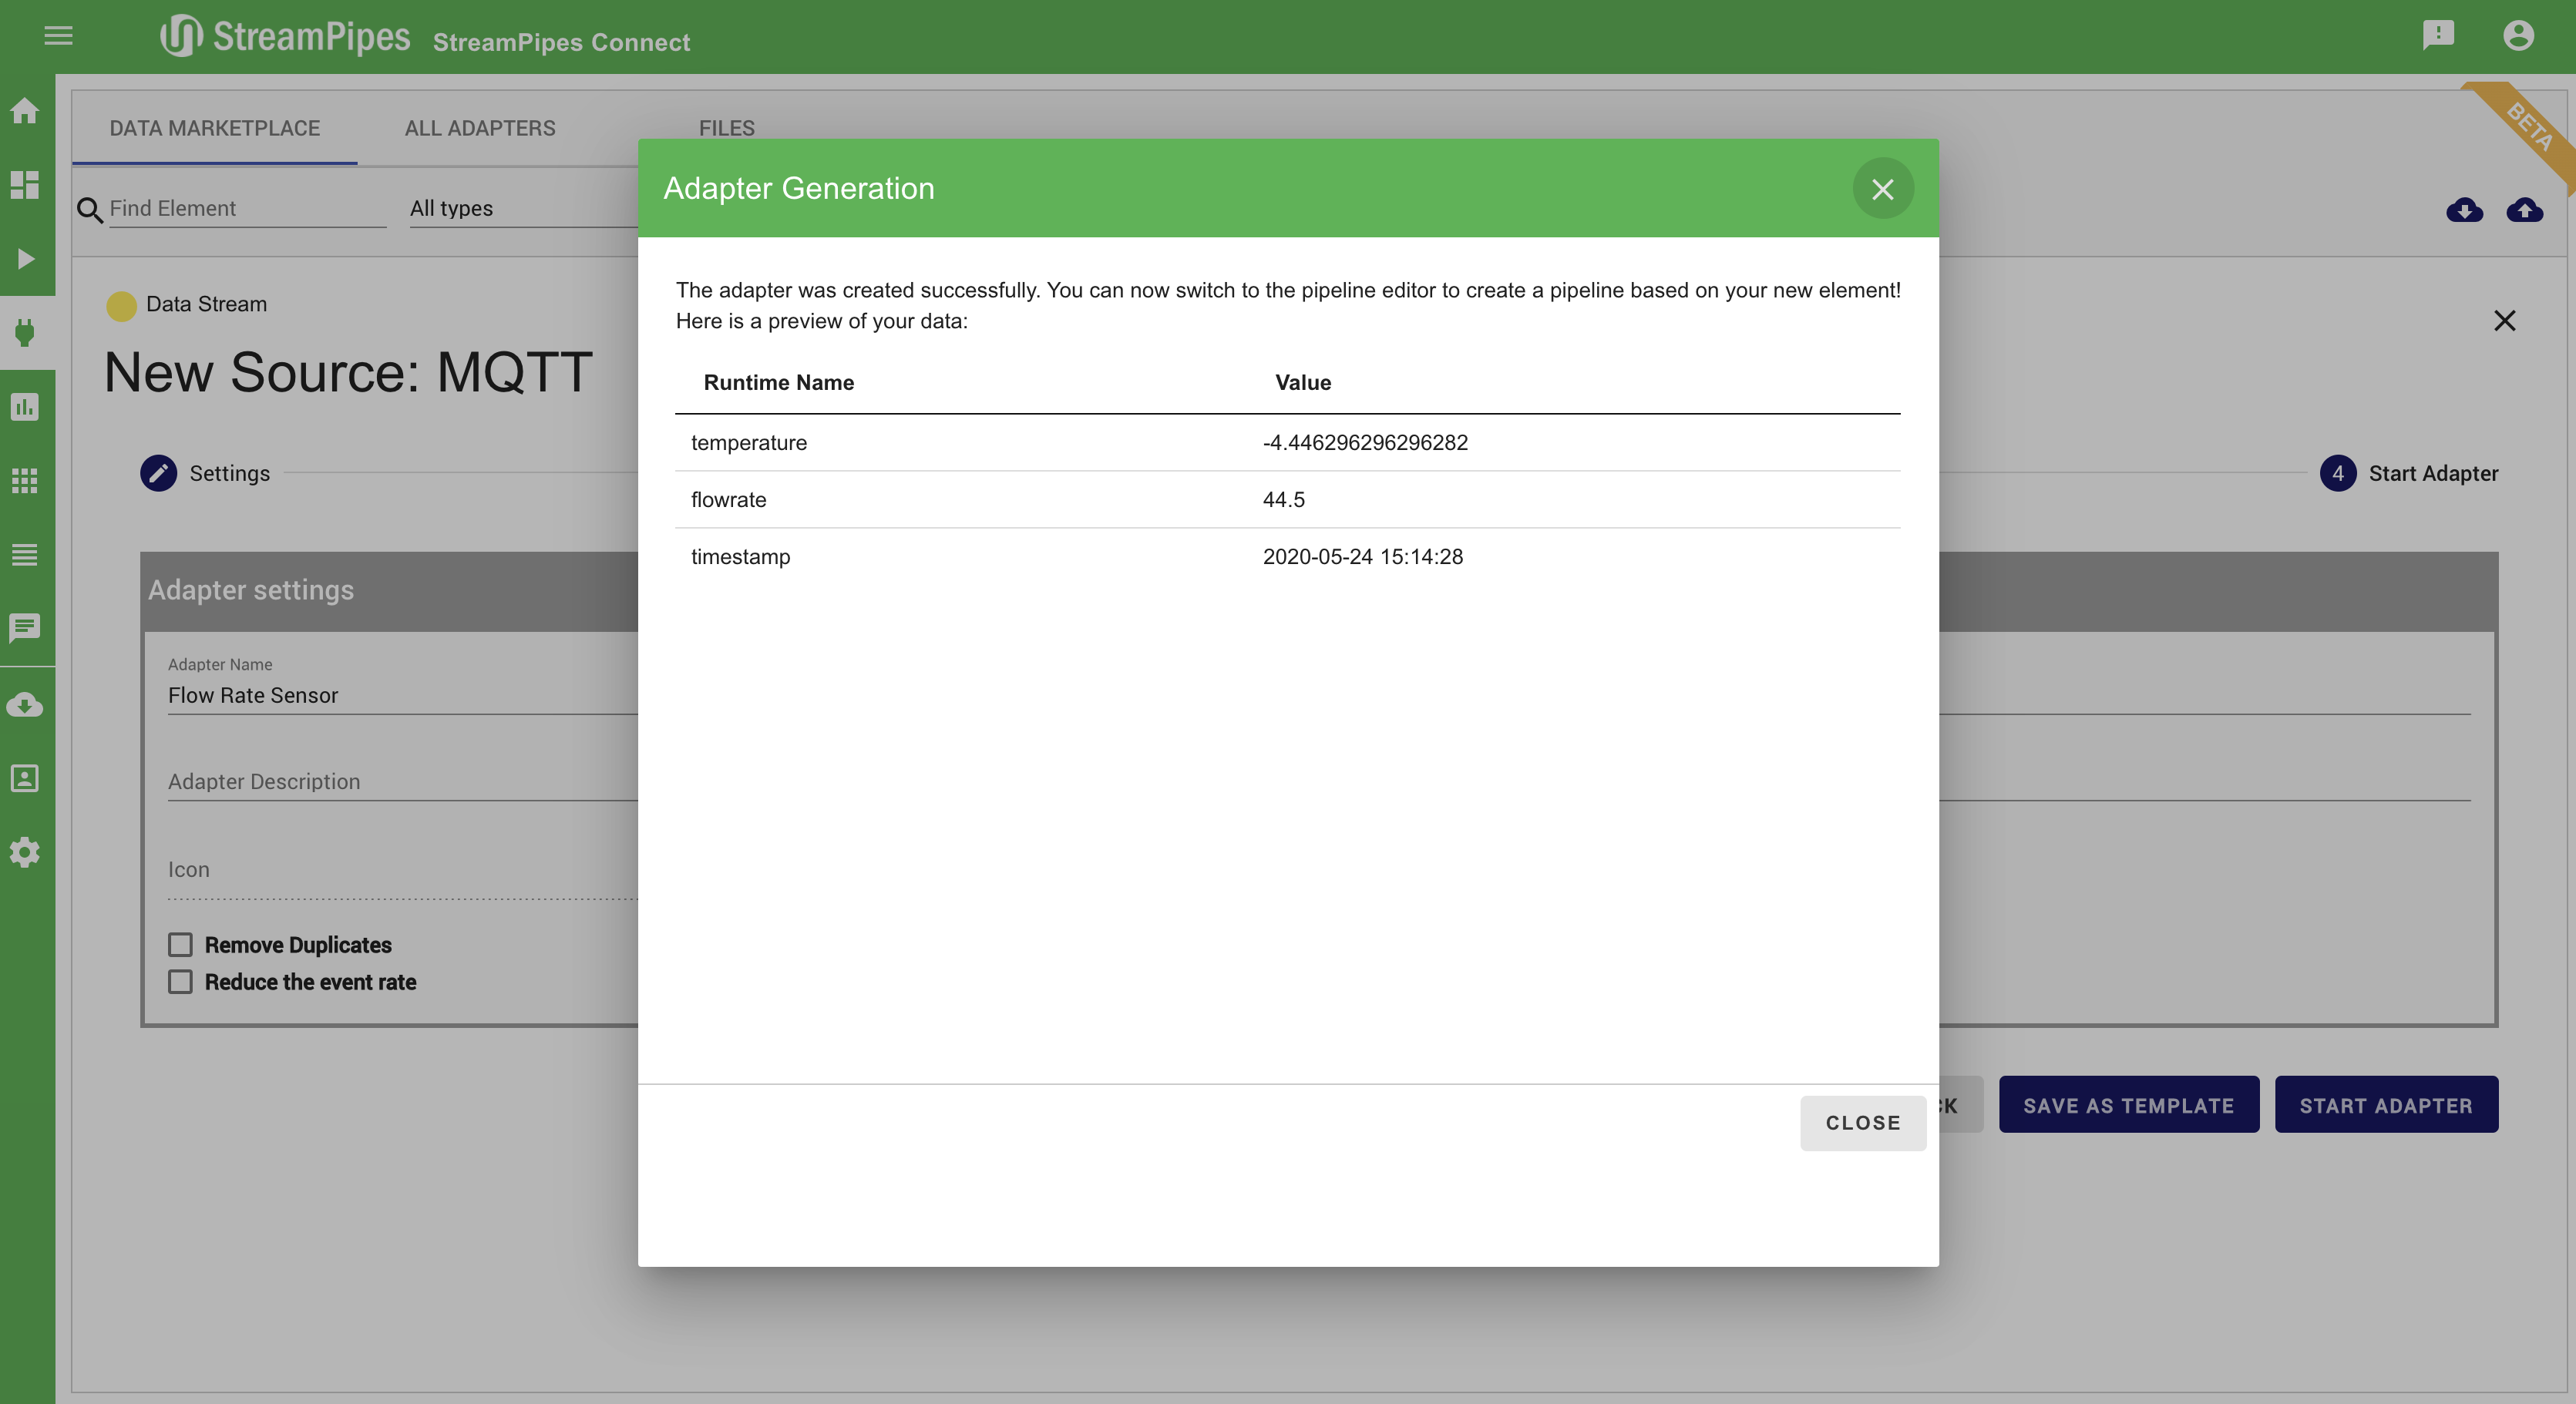 StreamPipes StreamPipes Connect
BETA
DATA MARKETPLACE ALL ADAPTERS FILES
Find Element All types
Adapter Generation
The adapter was created successfully. You can now switch to the pipeline editor to create a pipeline based on your new element!
Here is a preview of your data:
Runtime Name Value
temperature -4.446296296296282
flowrate 44.5
timestamp 2020-05-24 15:14:28
CLOSE
Data Stream
New Source: MQTT
Settings 4 Start Adapter
Adapter settings
Adapter Name
Flow Rate Sensor
Adapter Description
Icon
Remove Duplicates
Reduce the event rate
SAVE AS TEMPLATE START ADAPTER